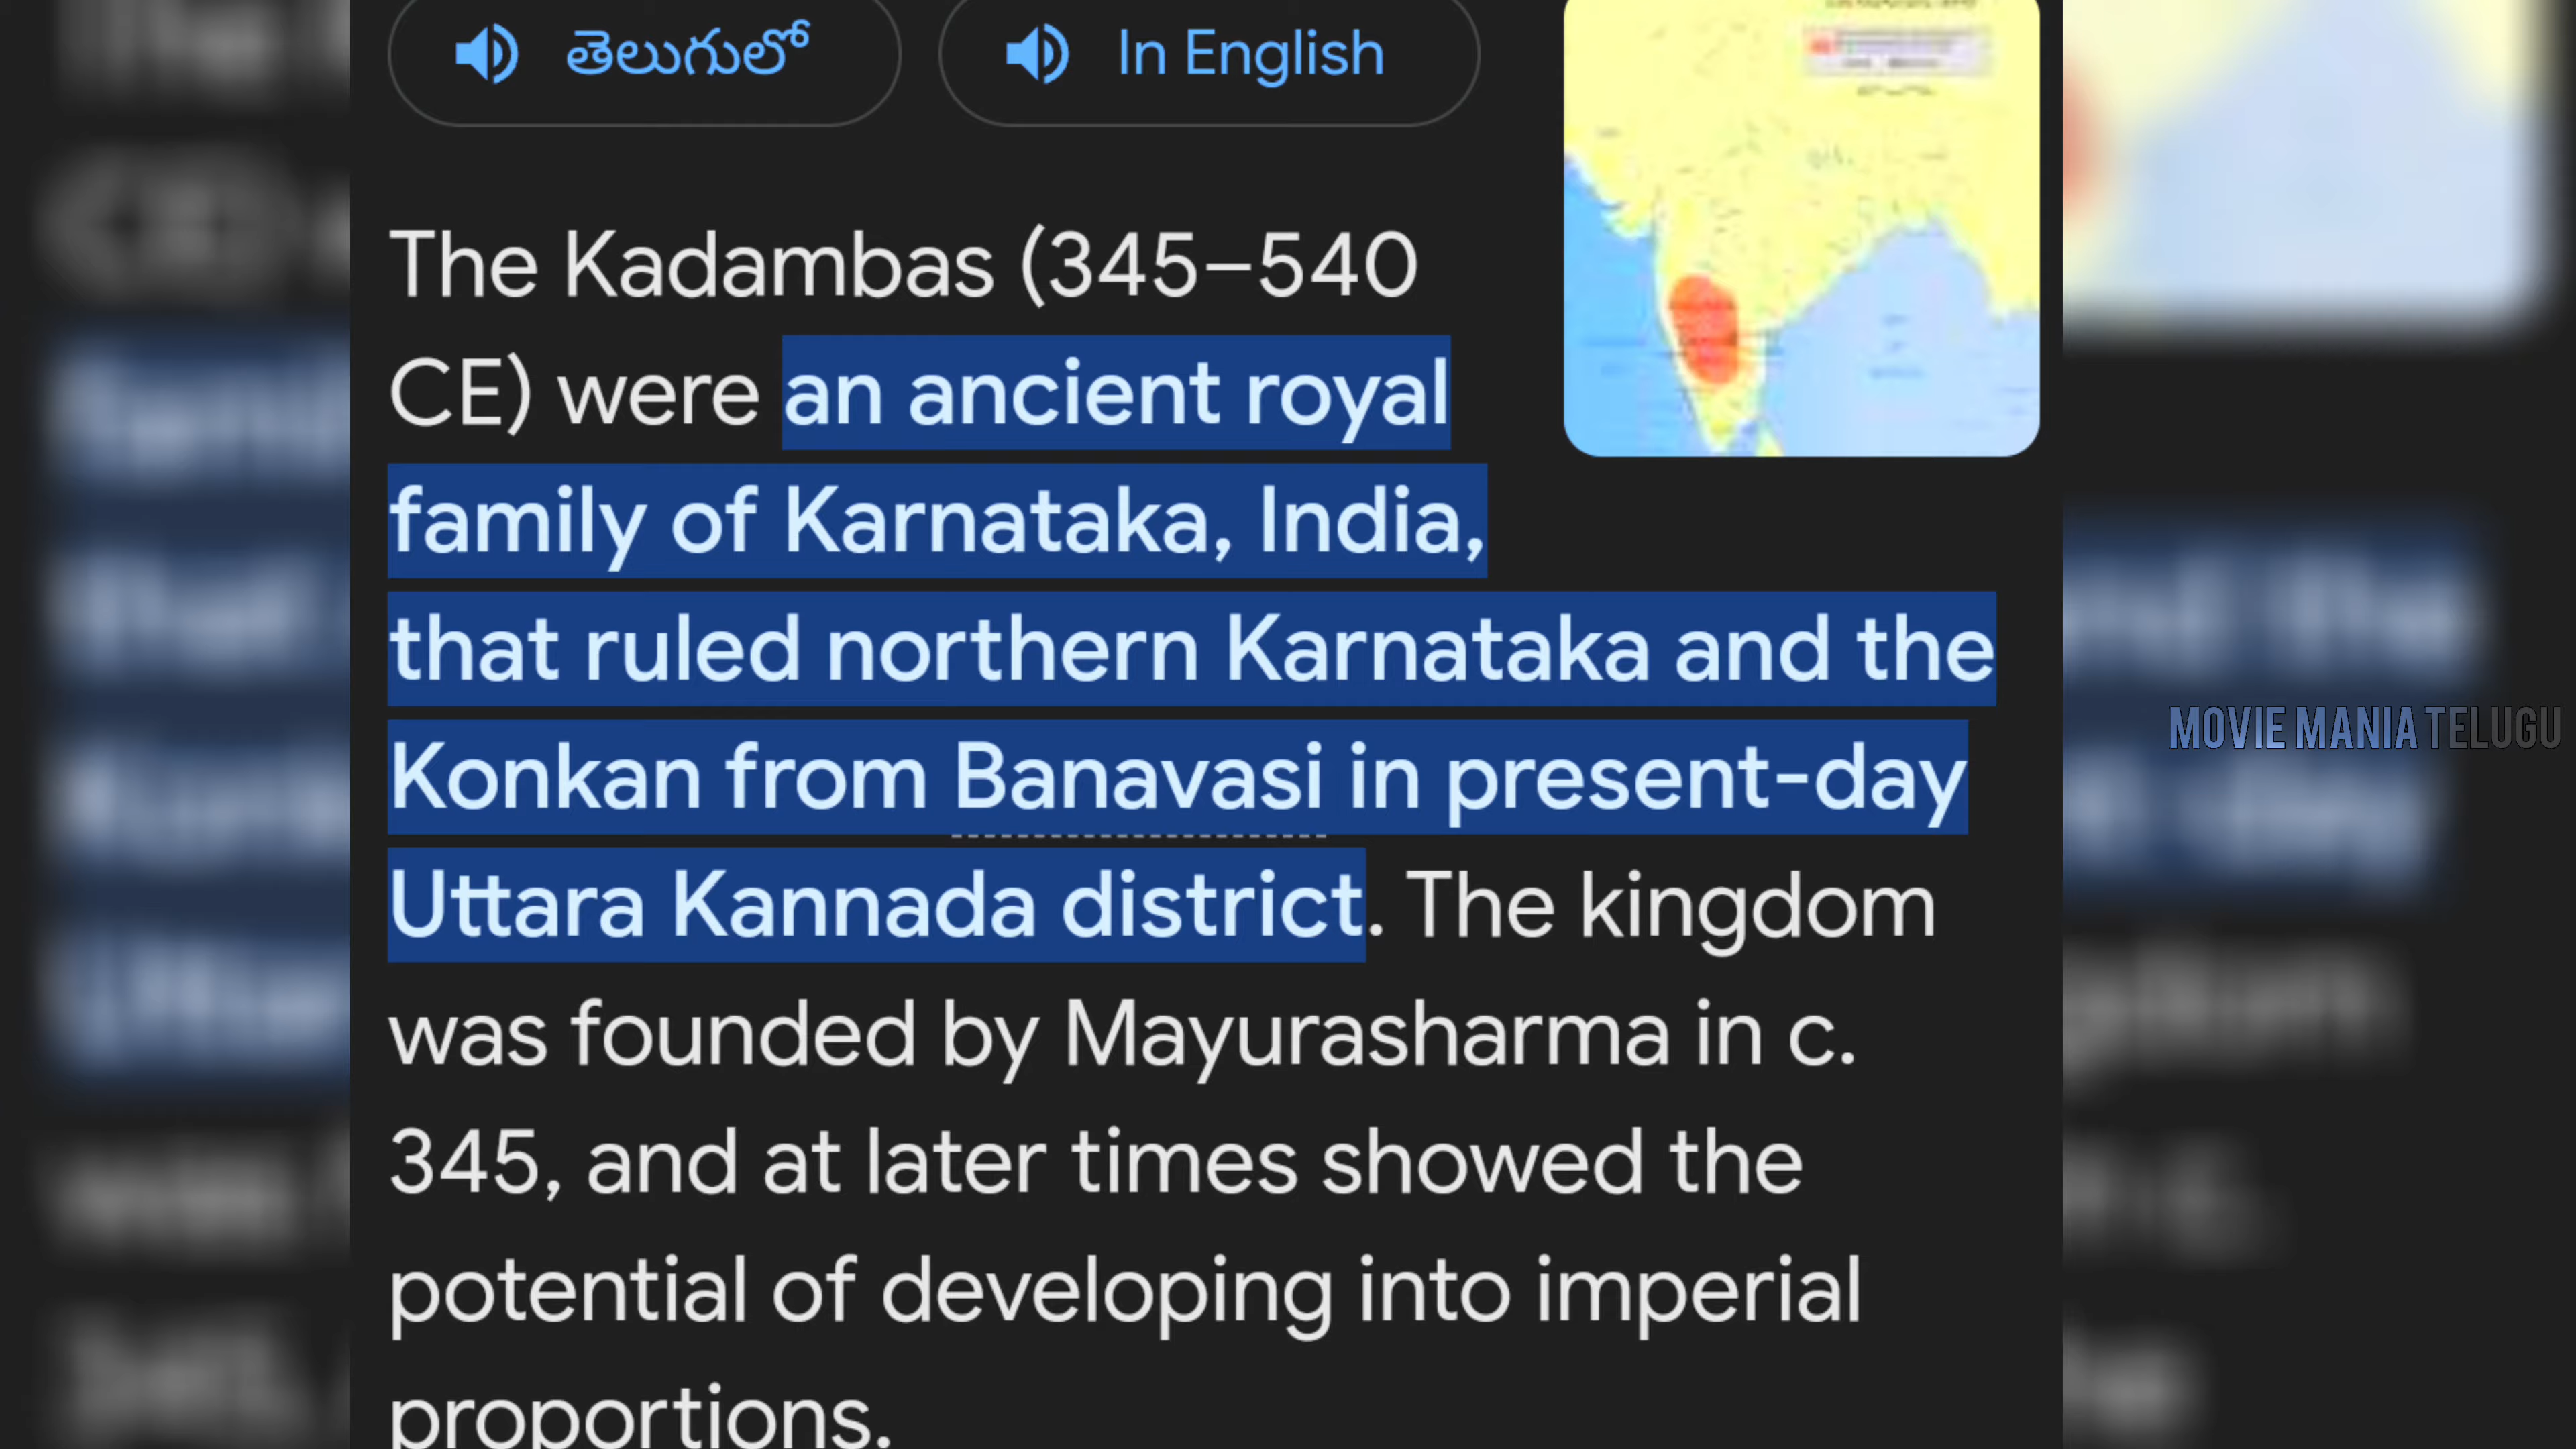 తెలుగులో
In English
The Kadambas (345–540
CE) were an ancient royal
family of Karnataka, India,
that ruled northern Karnataka and the
Konkan from Banavasi in present-day
Uttara Kannada district. The kingdom
was founded by Mayurasharma in c.
345, and at later times showed the
potential of developing into imperial
proportions.
MOVIE MANIA TELUGU